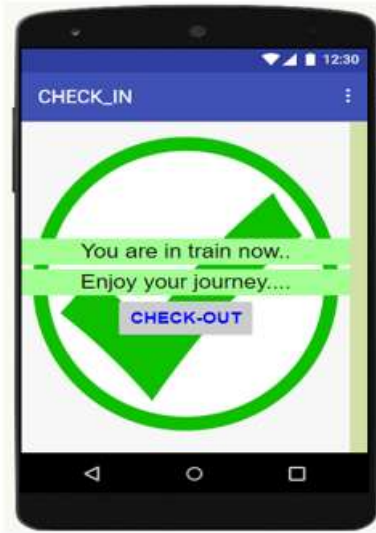 12:30
CHECK_IN
You are in train now..
Enjoy your journey....
CHECK-OUT